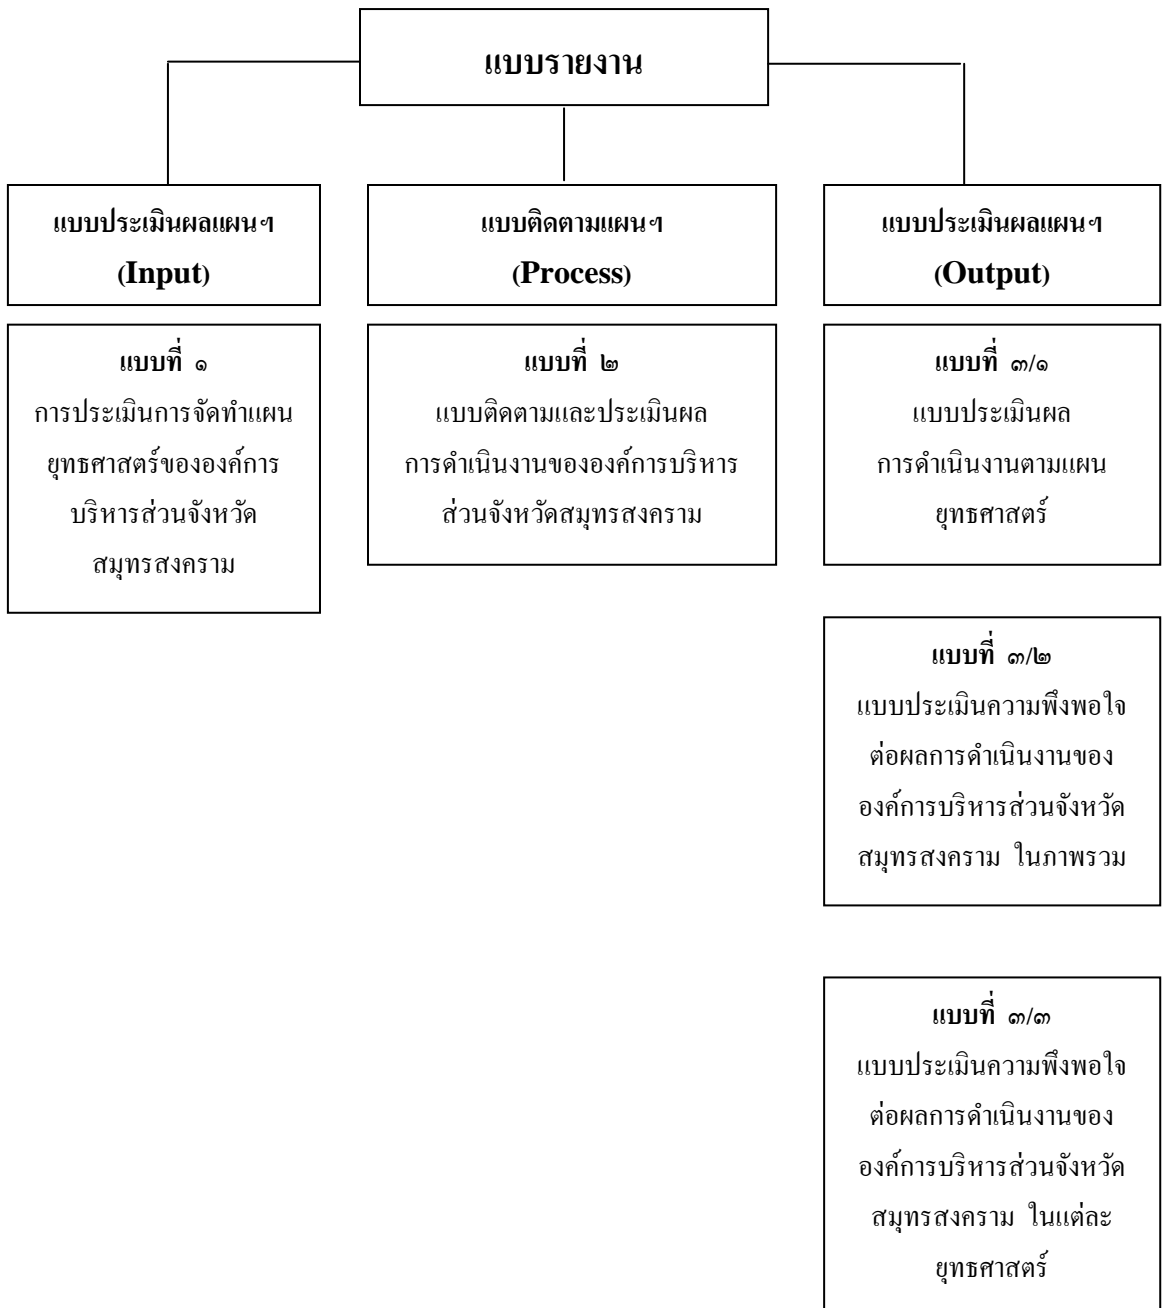 แบบรายงาน
แบบประเมินผลแผนฯ
(Input)
แบบติดตามแผนฯ
(Process)
แบบประเมินผลแผนฯ
(Output)
แบบที่ ๑
การประเมินการจัดทำแผน
ยุทธศาสตร์ขององค์การ
บริหารส่วนจังหวัด
สมุทรสงคราม
แบบที่ ๒
แบบติดตามและประเมินผล
การดำเนินงานขององค์การบริหาร
ส่วนจังหวัดสมุทรสงคราม
แบบที่ ๓/๑
แบบประเมินผล
การดำเนินงานตามแผน
ยุทธศาสตร์
แบบที่ ๓/๒
แบบประเมินความพึงพอใจ
ต่อผลการดำเนินงานของ
องค์การบริหารส่วนจังหวัด
สมุทรสงคราม ในภาพรวม
แบบที่ ๓/๓
แบบประเมินความพึงพอใจ
ต่อผลการดำเนินงานของ
องค์การบริหารส่วนจังหวัด
สมุทรสงคราม ในแต่ละ
ยุทธศาสตร์